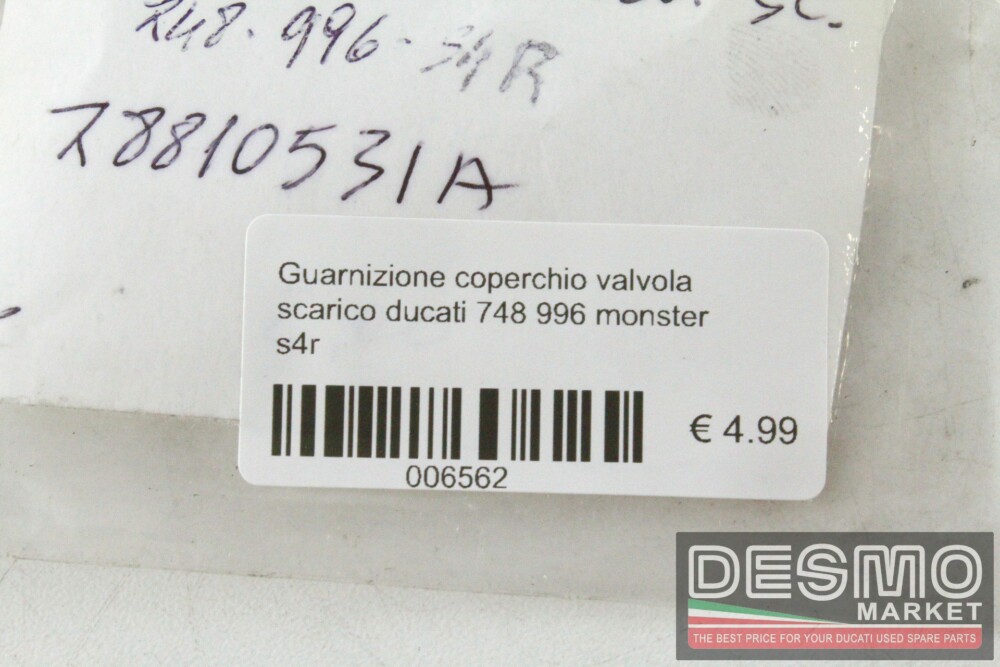 748-996-S4R
78810531A
Guarnizione coperchio valvola
scarico ducati 748 996 monster
s4r
€ 4.99
006562
DESMO
MARKET
THE BEST PRICE FOR YOUR DUCATI USED SPARE PARTS